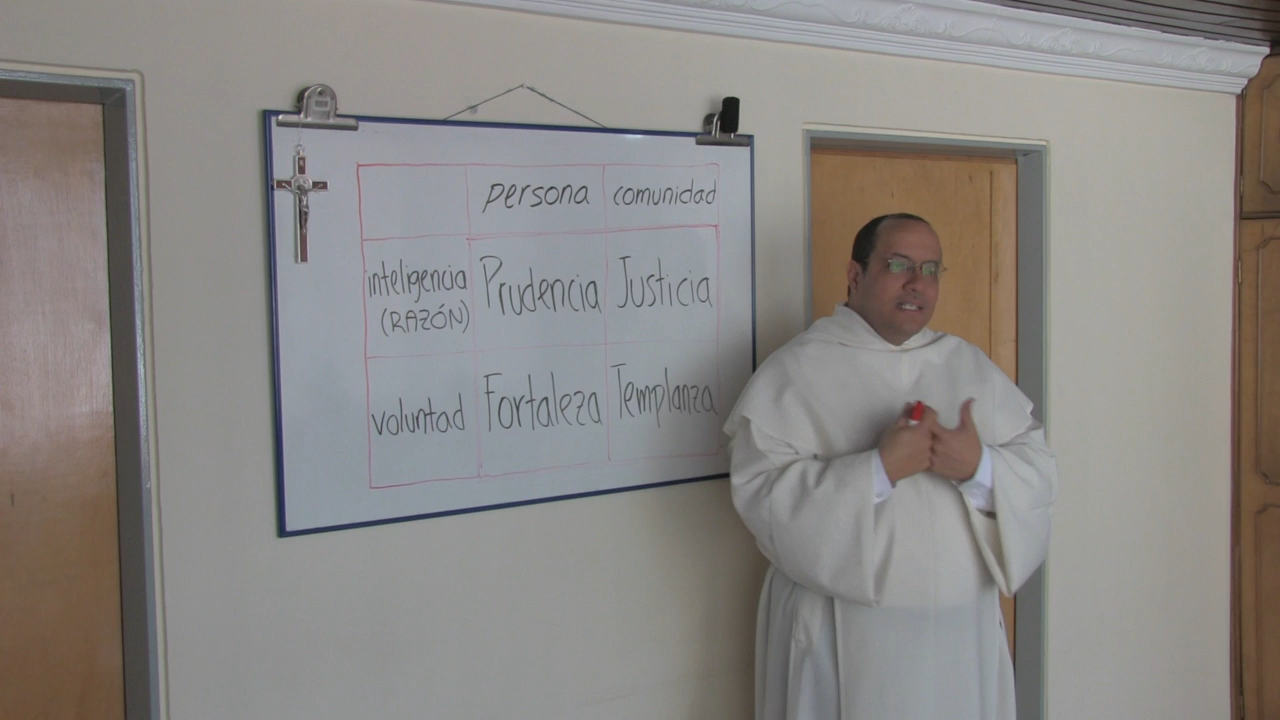 persona comunidad
inteligencia Prudencia Justicia
(RAZÓN)
voluntad Fortaleza Templanza